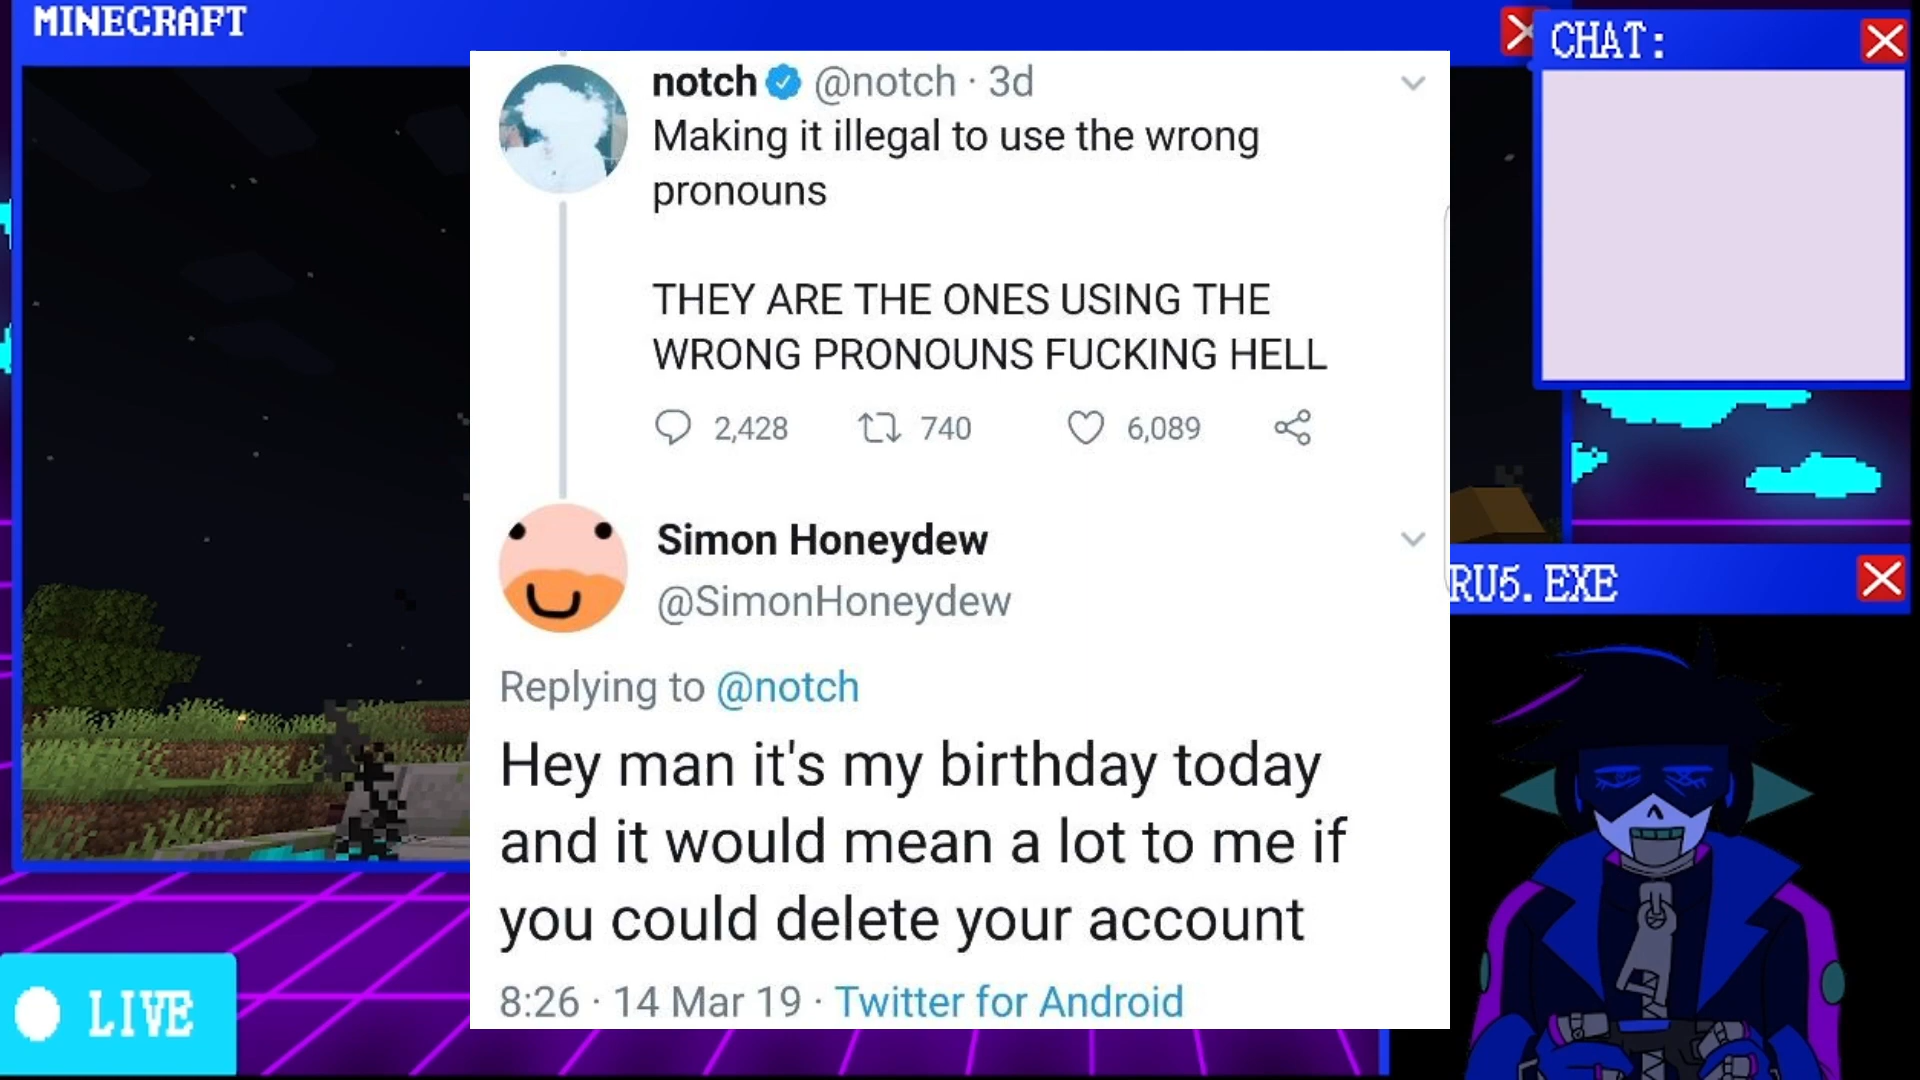 MINECRAFT
CHAT:
notch @notch · 3d
Making it illegal to use the wrong
pronouns
THEY ARE THE ONES USING THE
WRONG PRONOUNS FUCKING HELL
2,428 740 6,089
Simon Honeydew
@SimonHoneydew
Replying to @notch
Hey man it's my birthday today
and it would mean a lot to me if
you could delete your account
8:26 · 14 Mar 19 · Twitter for Android
RU5.EXE
LIVE